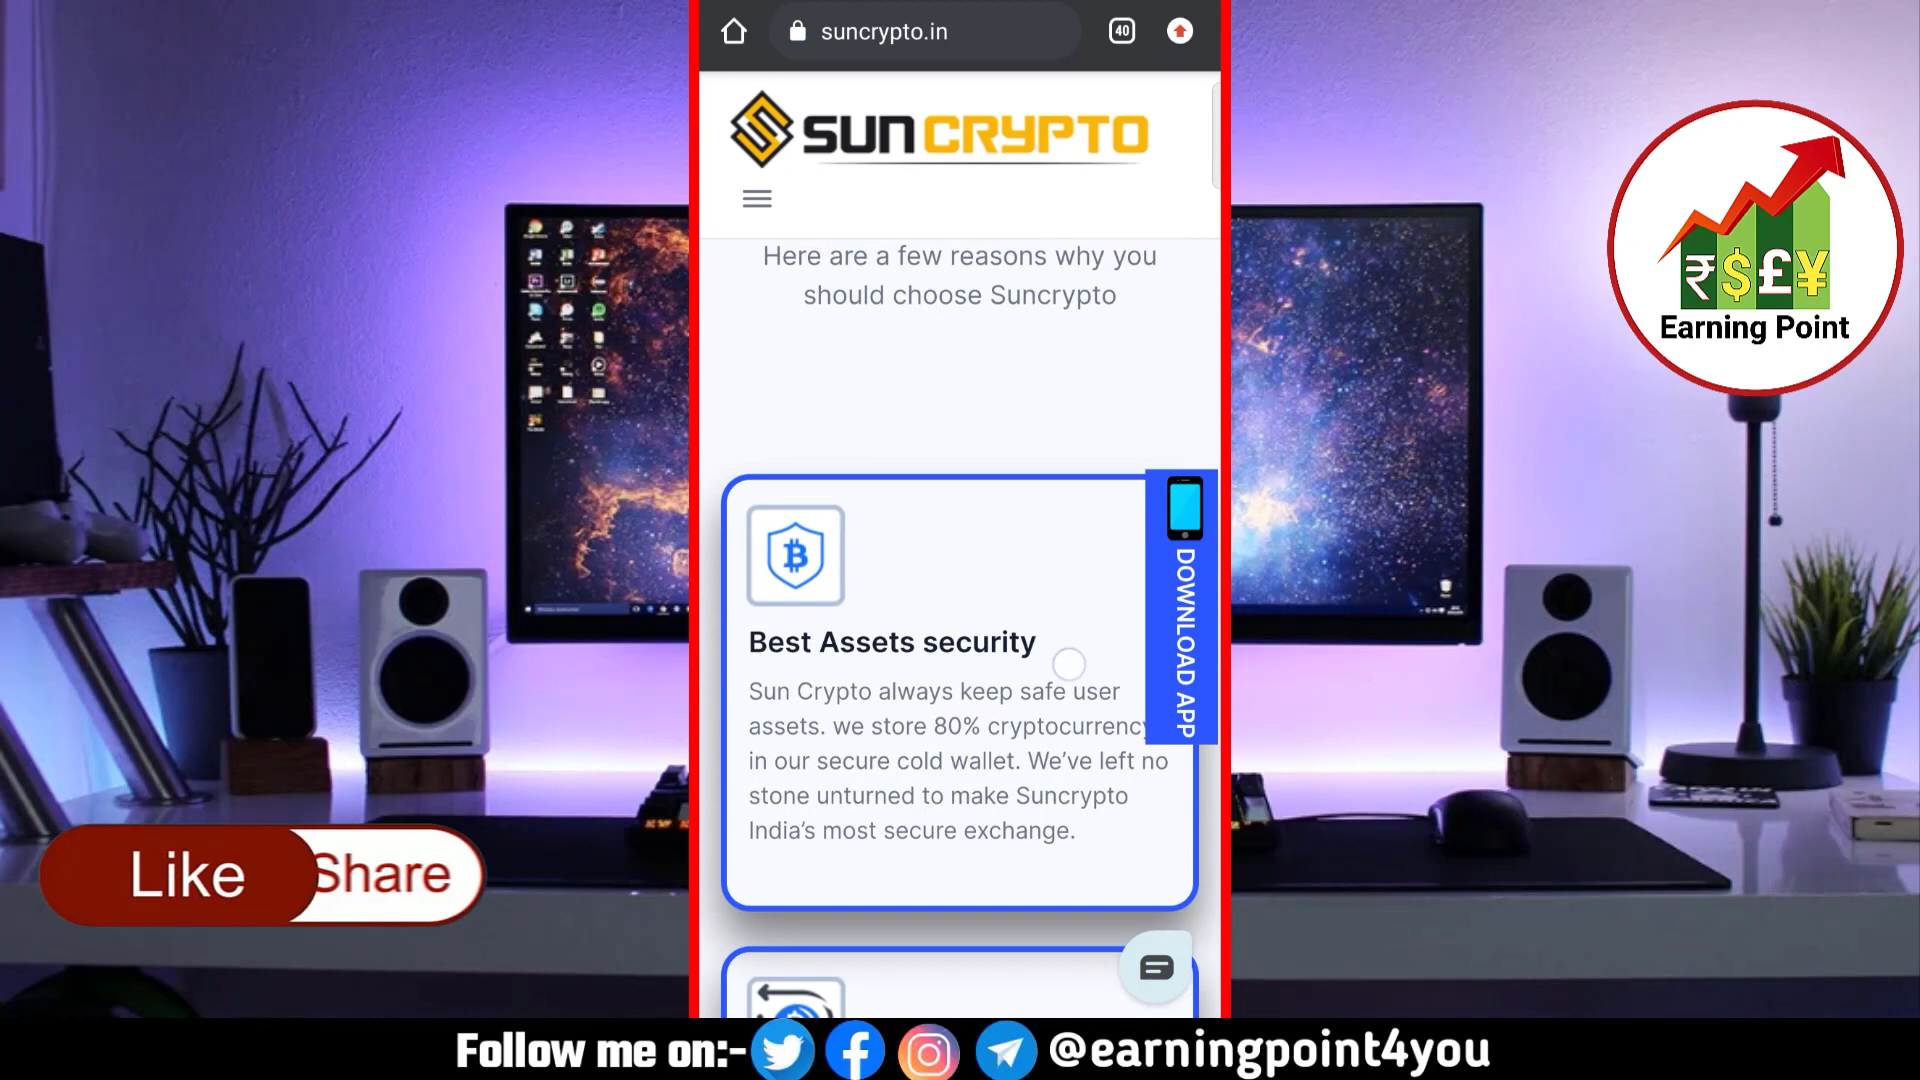 suncrypto.in
40
SUN CRYPTO
Here are a few reasons why you
should choose Suncrypto
Best Assets security
Sun Crypto always keep safe user
assets. we store 80% cryptocurrency
in our secure cold wallet. We've left no
stone unturned to make Suncrypto
India's most secure exchange.
DOWNLOAD APP
₹$£¥
Earning Point
Like
Share
Follow me on:-
@earningpoint4you